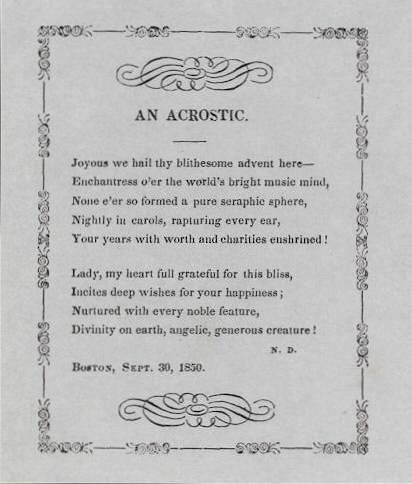 AN ACROSTIC.
Joyous we hail thy blithesome advent here—
Enchantress o'er the world's bright music mind,
None e'er so formed a pure seraphic sphere,
Nightly in carols, rapturing every ear,
Your years with worth and charities enshrined!
Lady, my heart full grateful for this bliss,
Incites deep wishes for your happiness;
Nurtured with every noble feature,
Divinity on earth, angelic, generous creature!
N. D.
BOSTON, SEPT. 30, 1850.